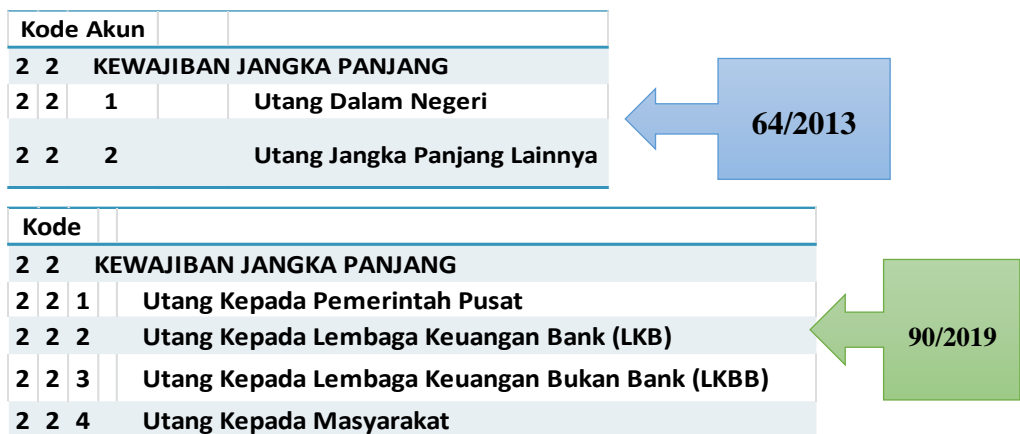 Kode Akun
2 2 KEWAJIBAN JANGKA PANJANG
2 2 1 Utang Dalam Negeri
2 2 2 Utang Jangka Panjang Lainnya
64/2013
Kode
2 2 KEWAJIBAN JANGKA PANJANG
2 2 1 Utang Kepada Pemerintah Pusat
2 2 2 Utang Kepada Lembaga Keuangan Bank (LKB)
2 2 3 Utang Kepada Lembaga Keuangan Bukan Bank (LKBB)
2 2 4 Utang Kepada Masyarakat
90/2019